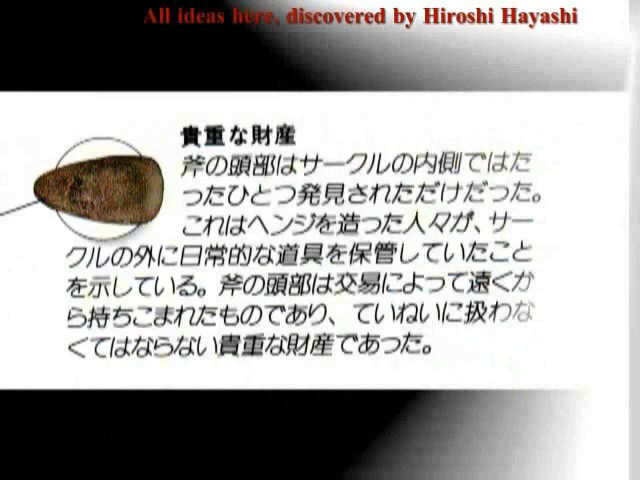 All ideas here, discovered by Hiroshi Hayashi
貴重な財産
斧の頭部はサークルの内側ではた
ったひとつ発見されただけだった。
これはヘンジを造った人々が、サー
クルの外に日常的な道具を保管していたこと
を示している。斧の頭部は交易によって遠くか
ら持ちこまれたものであり、ていねいに扱わな
くてはならない貴重な財産であった。